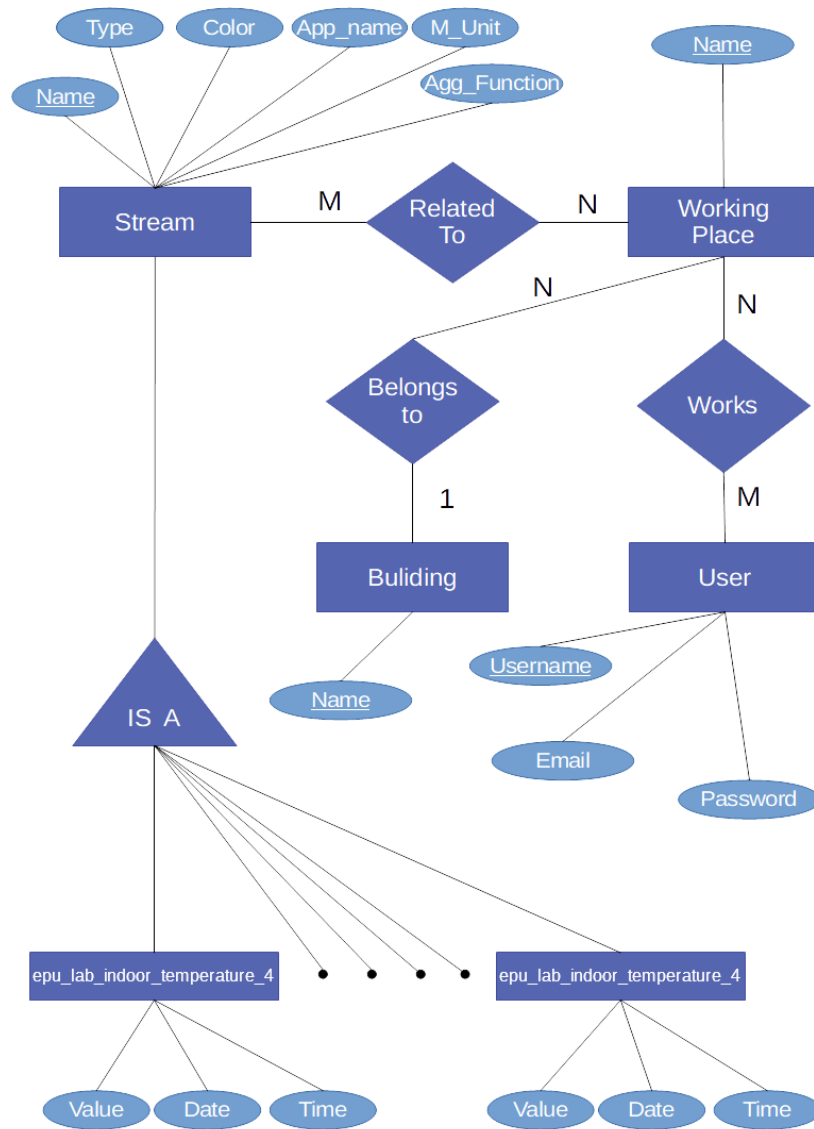 Type
Color
App_name
M_Unit
Name
Name
Agg_Function
Stream
M
Related
To
N
Working
Place
N
N
Belongs
to
Works
1
M
Buliding
User
Username
Name
IS A
Email
Password
epu_lab_indoor_temperature_4
epu_lab_indoor_temperature_4
Value
Date
Time
Value
Date
Time